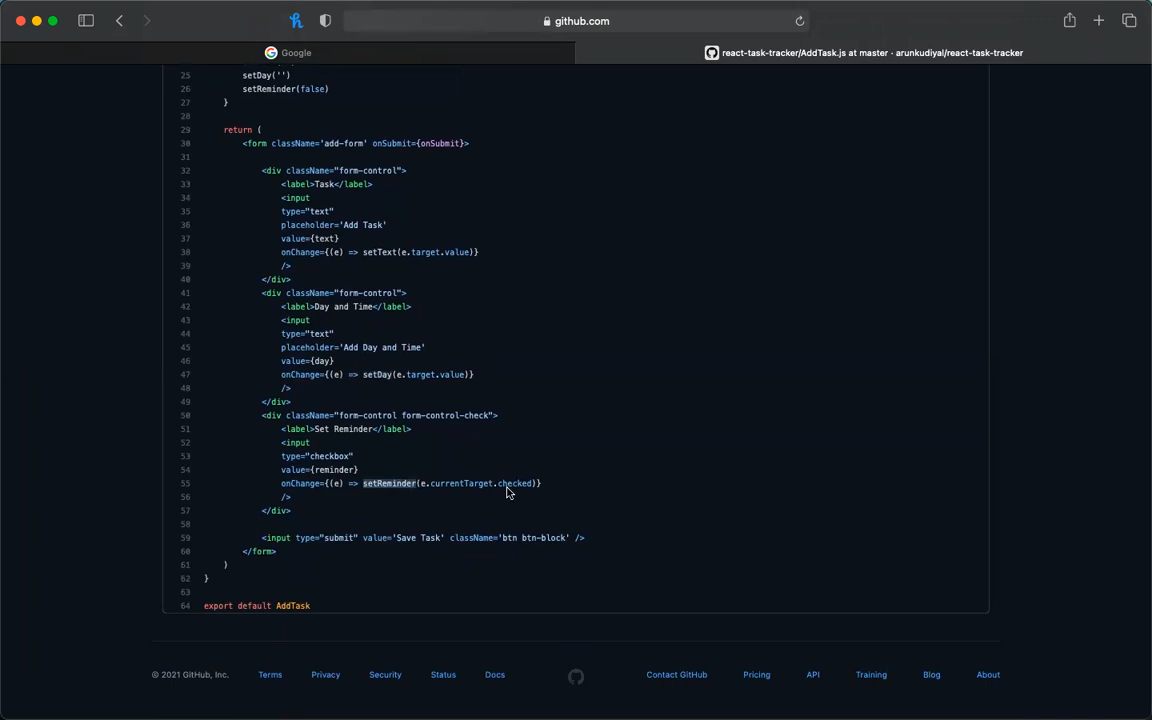 github.com
Google
react-task-tracker/AddTask.js at master · arunkudiyal/react-task-tracker
25 setDay('')
26 setReminder(false)
27 }
28
29 return (
30 <form className='add-form' onSubmit={onSubmit}>
31
32 <div className="form-control">
33 <label>Task</label>
34 <input
35 type="text"
36 placeholder='Add Task'
37 value={text}
38 onChange={(e) => setText(e.target.value)}
39 />
40 </div>
41 <div className="form-control">
42 <label>Day and Time</label>
43 <input
44 type="text"
45 placeholder='Add Day and Time'
46 value={day}
47 onChange={(e) => setDay(e.target.value)}
48 />
49 </div>
50 <div className="form-control form-control-check">
51 <label>Set Reminder</label>
52 <input
53 type="checkbox"
54 value={reminder}
55 onChange={(e) => setReminder(e.currentTarget.checked)}
56 />
57 </div>
58
59 <input type="submit" value='Save Task' className='btn btn-block' />
60 </form>
61 )
62 }
63
64 export default AddTask
© 2021 GitHub, Inc. Terms Privacy Security Status Docs Contact GitHub Pricing API Training Blog About